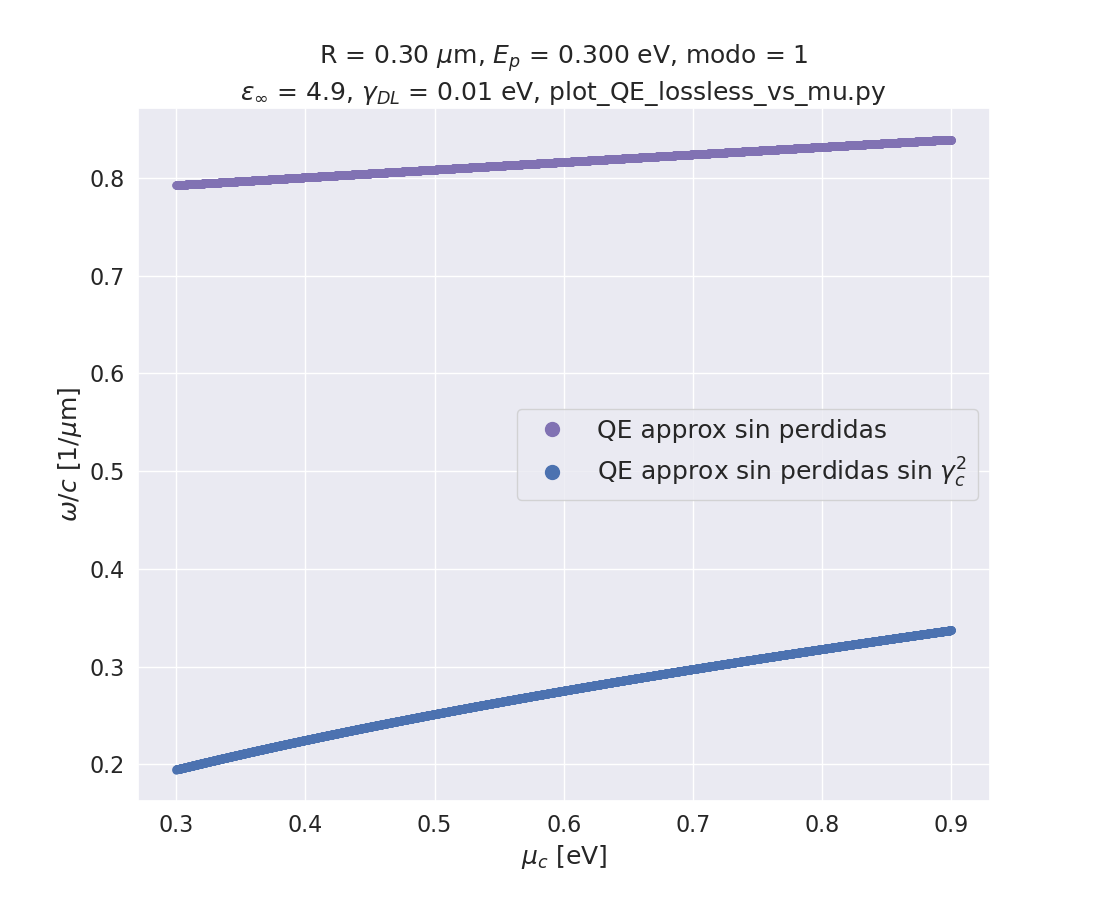 R = 0.30 μm, E_p = 0.300 eV, modo = 1
ε_∞ = 4.9, γ_DL = 0.01 eV, plot_QE_lossless_vs_mu.py
0.8
0.7
0.6
0.5
0.4
0.3
0.2
ω/c [1/μm]
QE approx sin perdidas
QE approx sin perdidas sin γ_c^2
0.3 0.4 0.5 0.6 0.7 0.8 0.9
μ_c [eV]